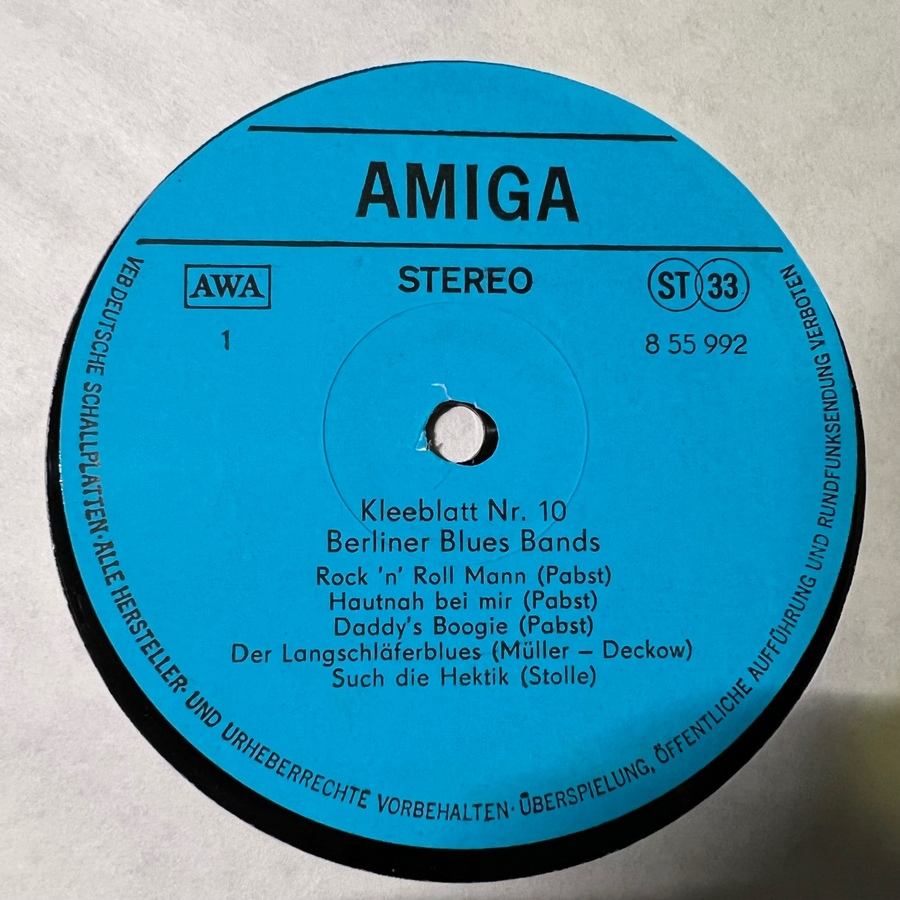 AMIGA
AWA
STEREO
ST 33
1
8 55 992
Kleeblatt Nr. 10
Berliner Blues Bands
Rock 'n' Roll Mann (Pabst)
Hautnah bei mir (Pabst)
Daddy's Boogie (Pabst)
Der Langschläferblues (Müller – Deckow)
Such die Hektik (Stolle)
VEB DEUTSCHE SCHALLPLATTEN · ALLE HERSTELLER- UND URHEBERRECHTE VORBEHALTEN · ÜBERSPIELUNG, ÖFFENTLICHE AUFFÜHRUNG UND RUNDFUNKSENDUNG VERBOTEN